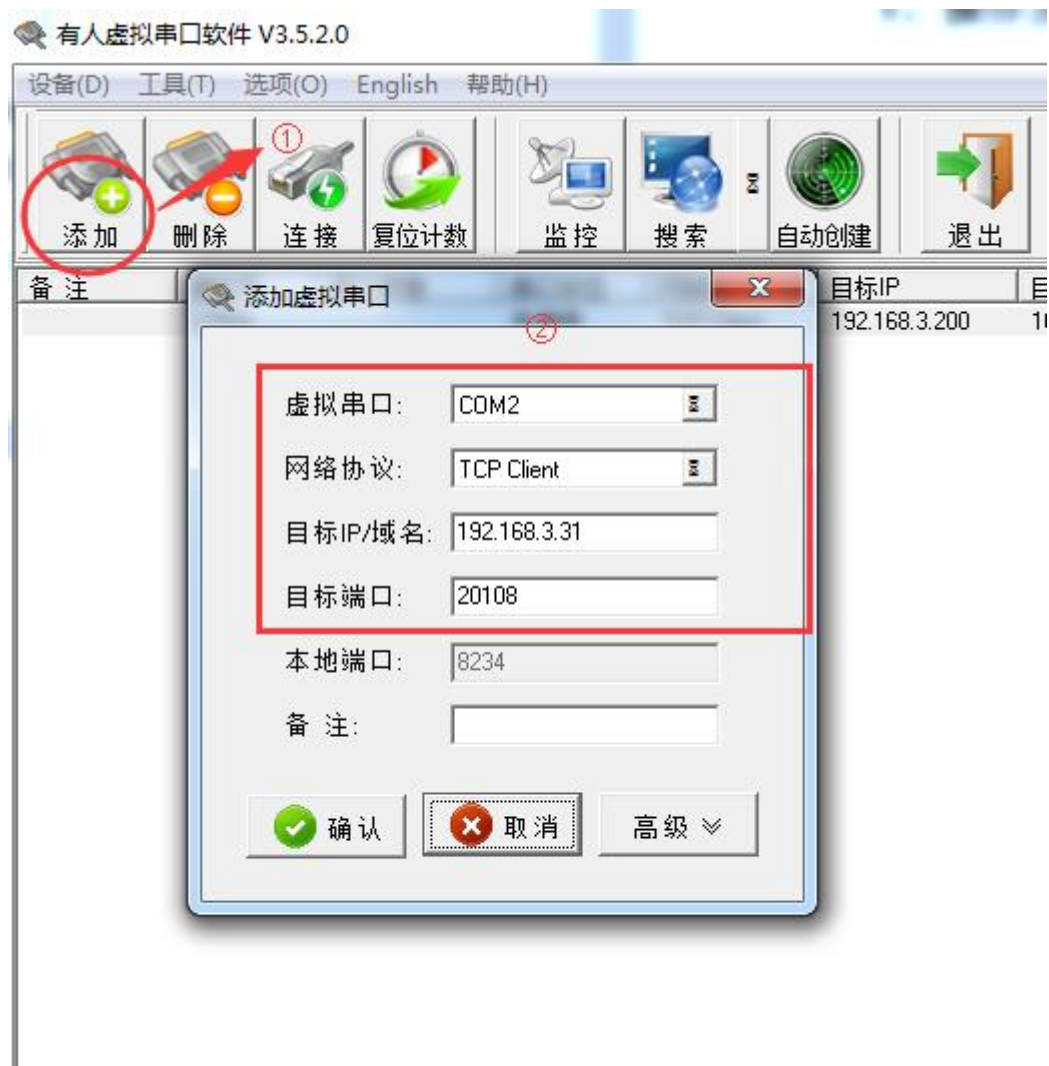 有人虚拟串口软件 V3.5.2.0
设备(D) 工具(T) 选项(O) English 帮助(H)
①
添加 删除 连接 复位计数 监控 搜索 自动创建 退出
备 注 目标IP
添加虚拟串口
192.168.3.200
②
虚拟串口: COM2
网络协议: TCP Client
目标IP/域名: 192.168.3.31
目标端口: 20108
本地端口: 8234
备 注:
确认 取消 高级